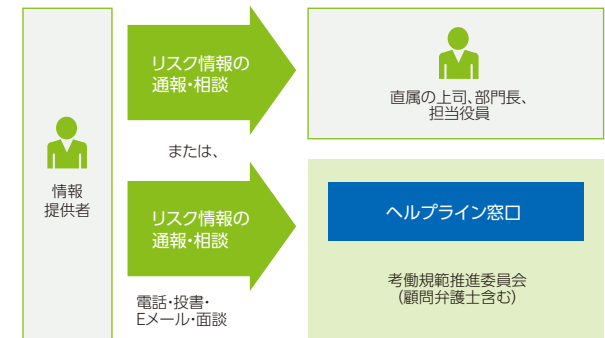 情報
提供者
リスク情報の
通報・相談
直属の上司、部門長、
担当役員
または、
リスク情報の
通報・相談
電話・投書・
Eメール・面談
ヘルプライン窓口
考働規範推進委員会
(顧問弁護士含む)